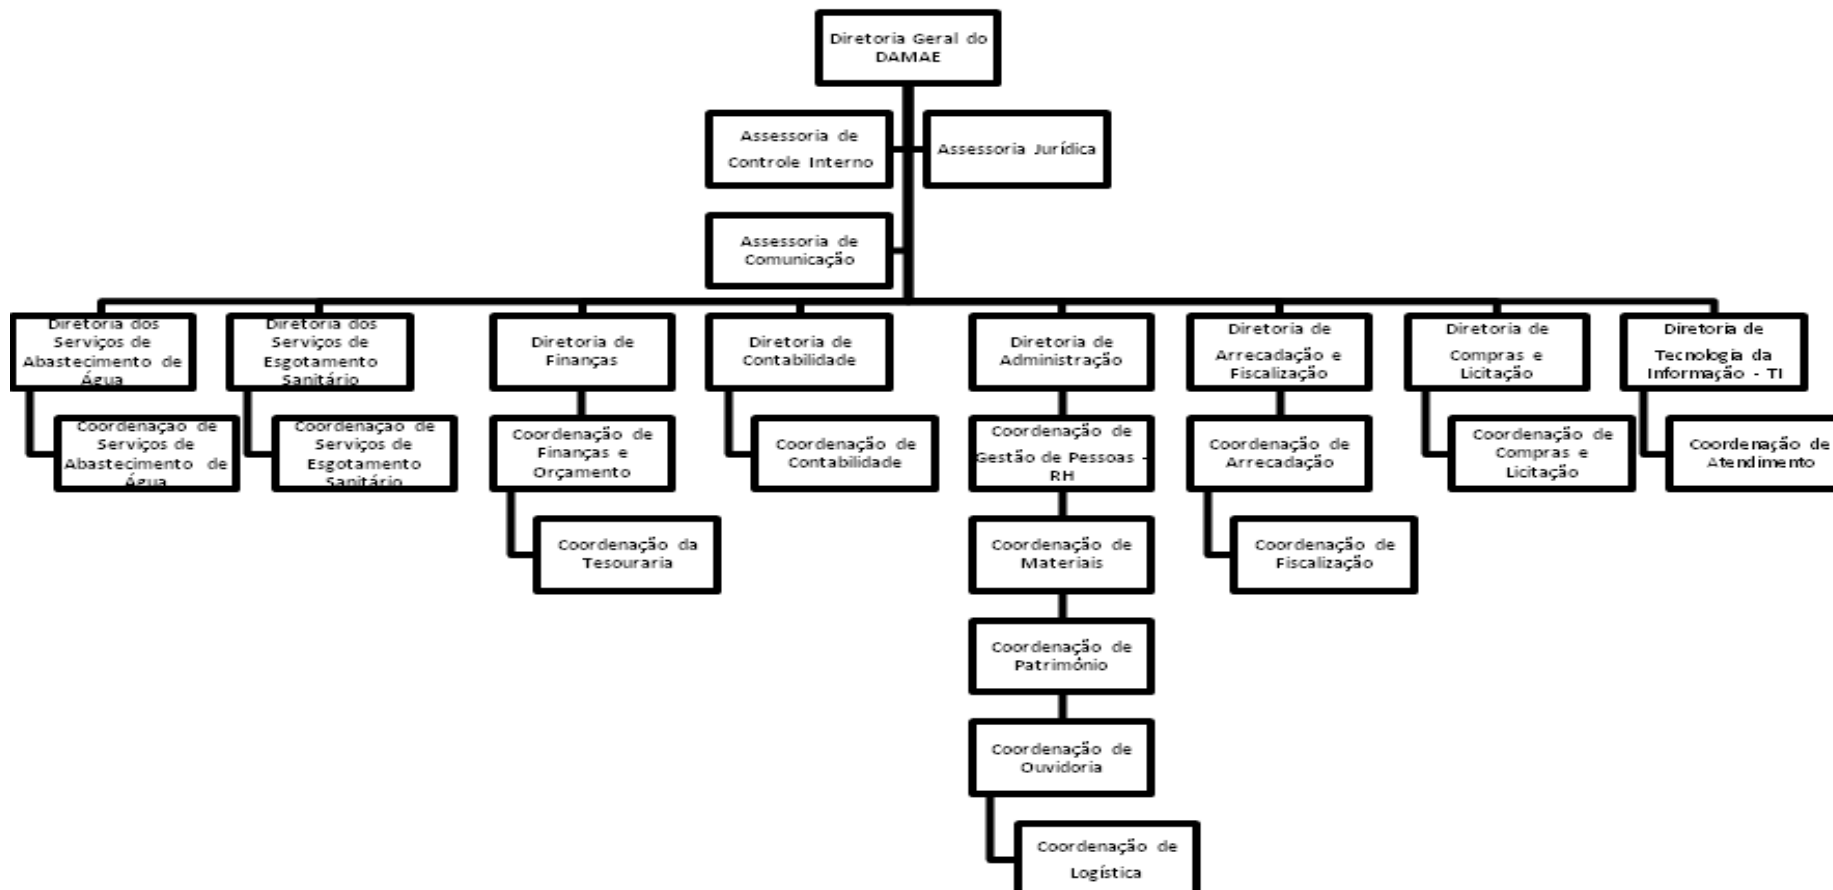 Diretoria Geral do
DAMAE
Assessoria de
Controle Interno
Assessoria Jurídica
Assessoria de
Comunicação
Diretoria dos
Serviços de
Abastecimento de
Água
Diretoria dos
Serviços de
Esgotamento
Sanitário
Diretoria de
Finanças
Diretoria de
Contabilidade
Diretoria de
Administração
Diretoria de
Arrecadação e
Fiscalização
Diretoria de
Compras e
Licitação
Diretoria de
Tecnologia da
Informação - TI
Coordenação de
Serviços de
Abastecimento de
Água
Coordenação de
Serviços de
Esgotamento
Sanitário
Coordenação de
Finanças e
Orçamento
Coordenação de
Contabilidade
Coordenação de
Gestão de Pessoas -
RH
Coordenação de
Arrecadação
Coordenação de
Compras e
Licitação
Coordenação de
Atendimento
Coordenação da
Tesouraria
Coordenação de
Materiais
Coordenação de
Fiscalização
Coordenação de
Patrimônio
Coordenação de
Ouvidoria
Coordenação de
Logística